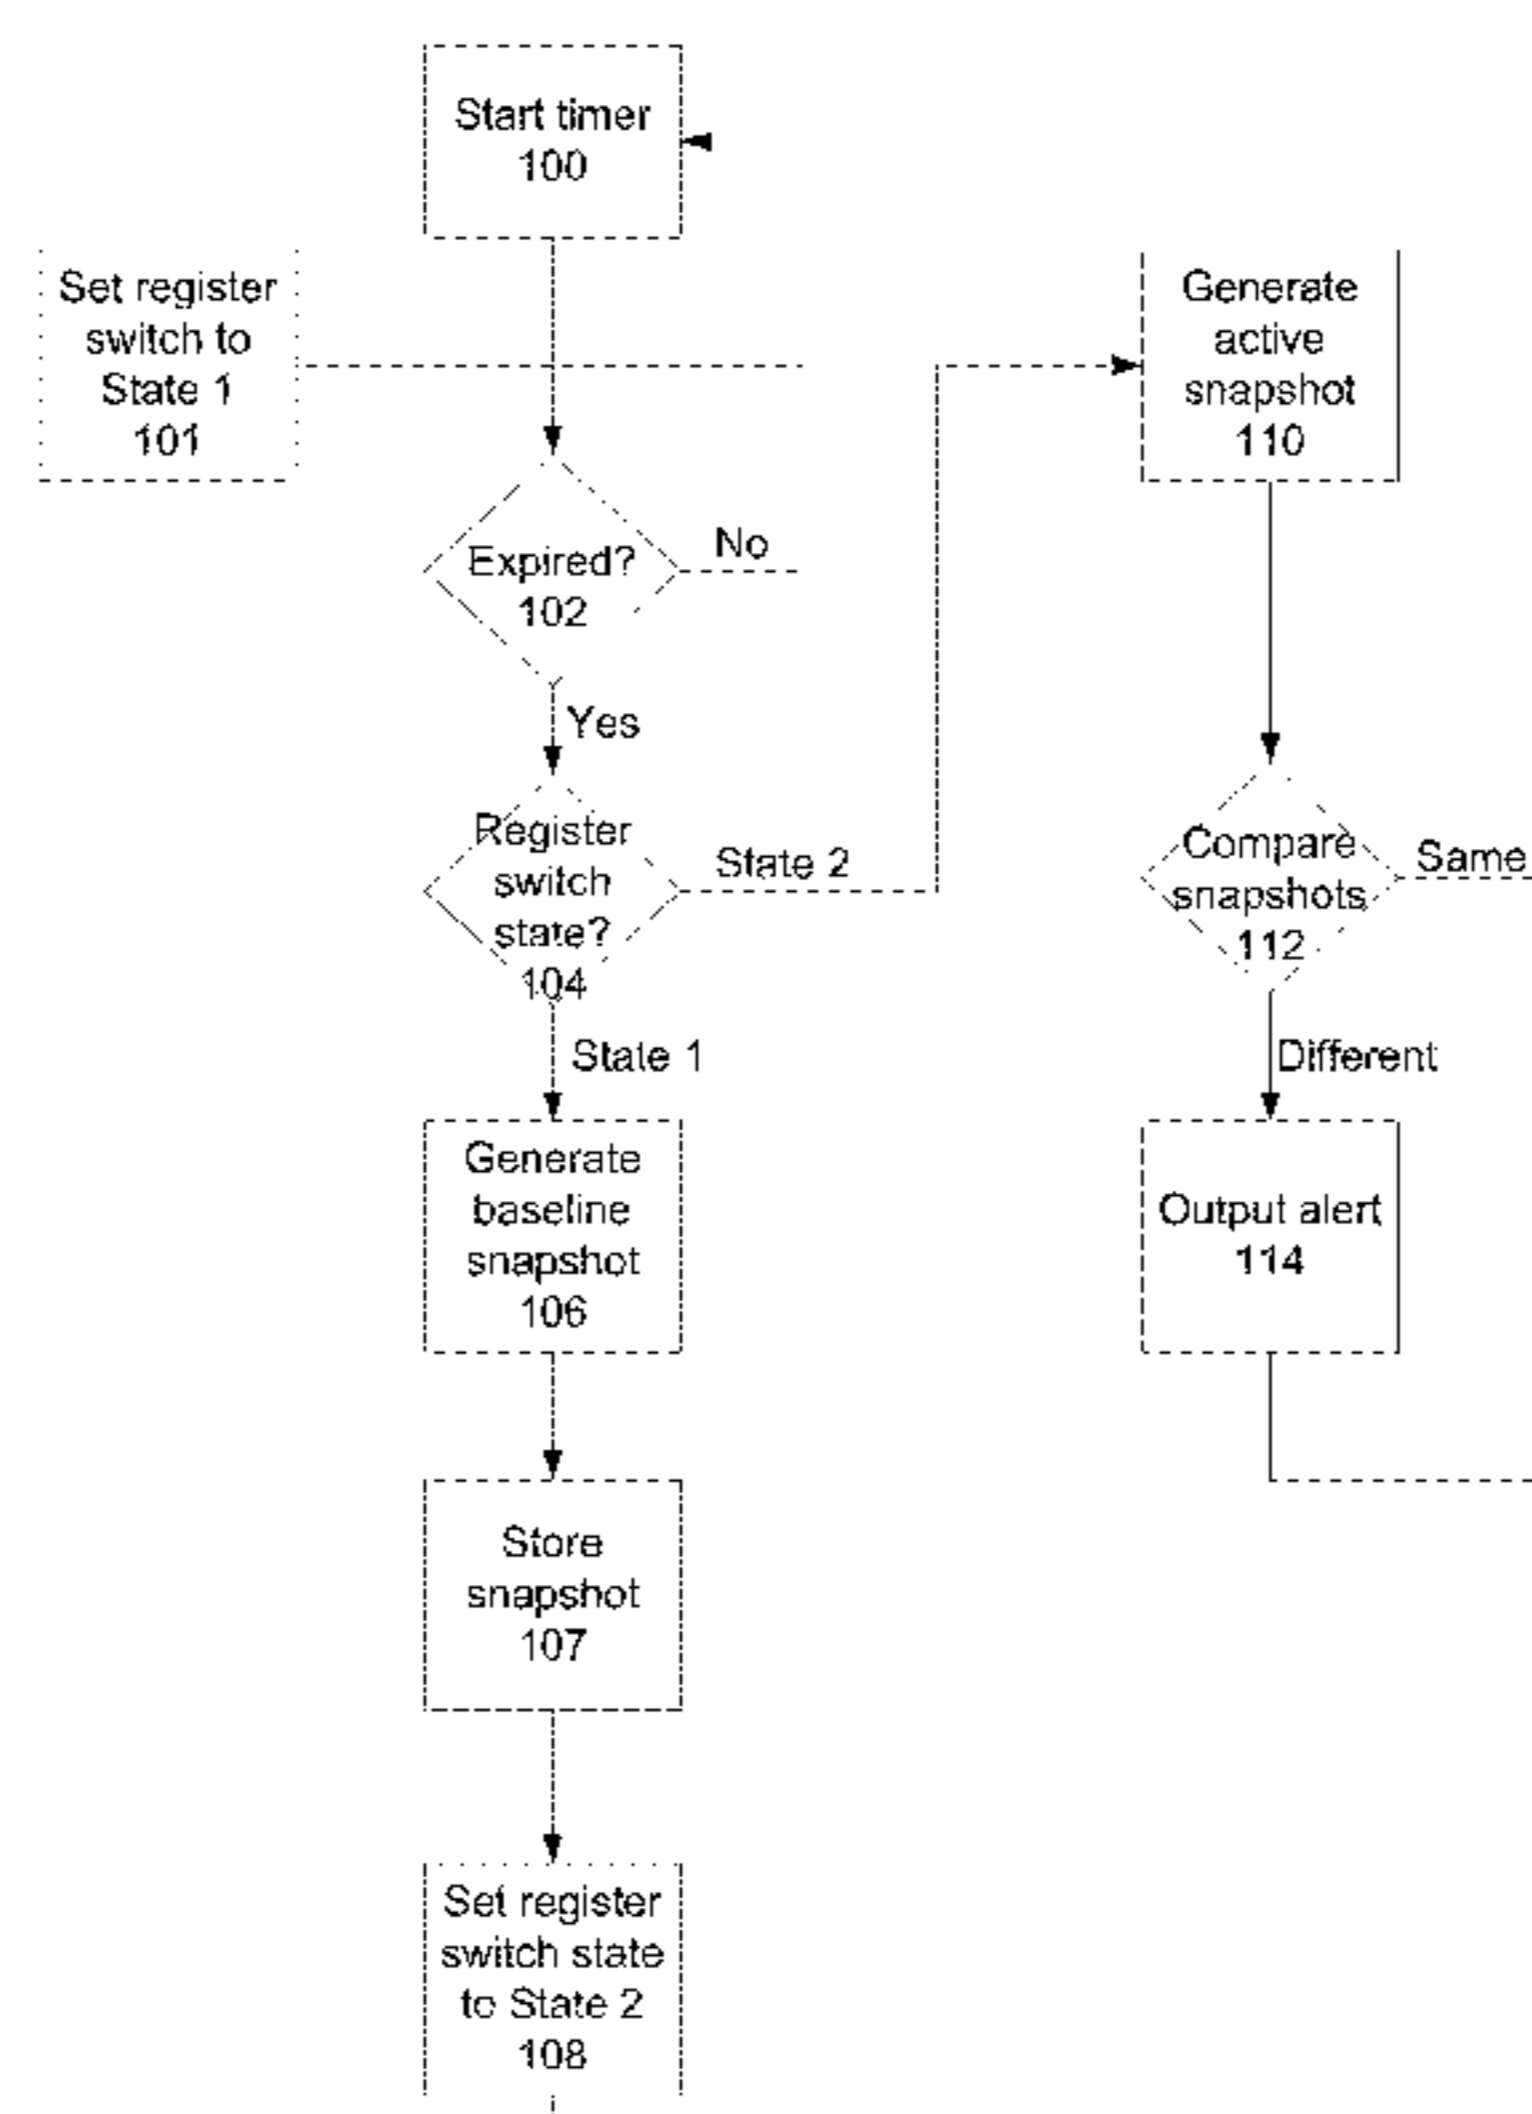 Start timer
100
Set register
switch to
State 1
101
Generate
active
snapshot
110
Expired?
102
No
Yes
Register
switch
state?
104
State 2
Compare
snapshots
112
Same
State 1
Different
Generate
baseline
snapshot
106
Output alert
114
Store
snapshot
107
Set register
switch state
to State 2
108